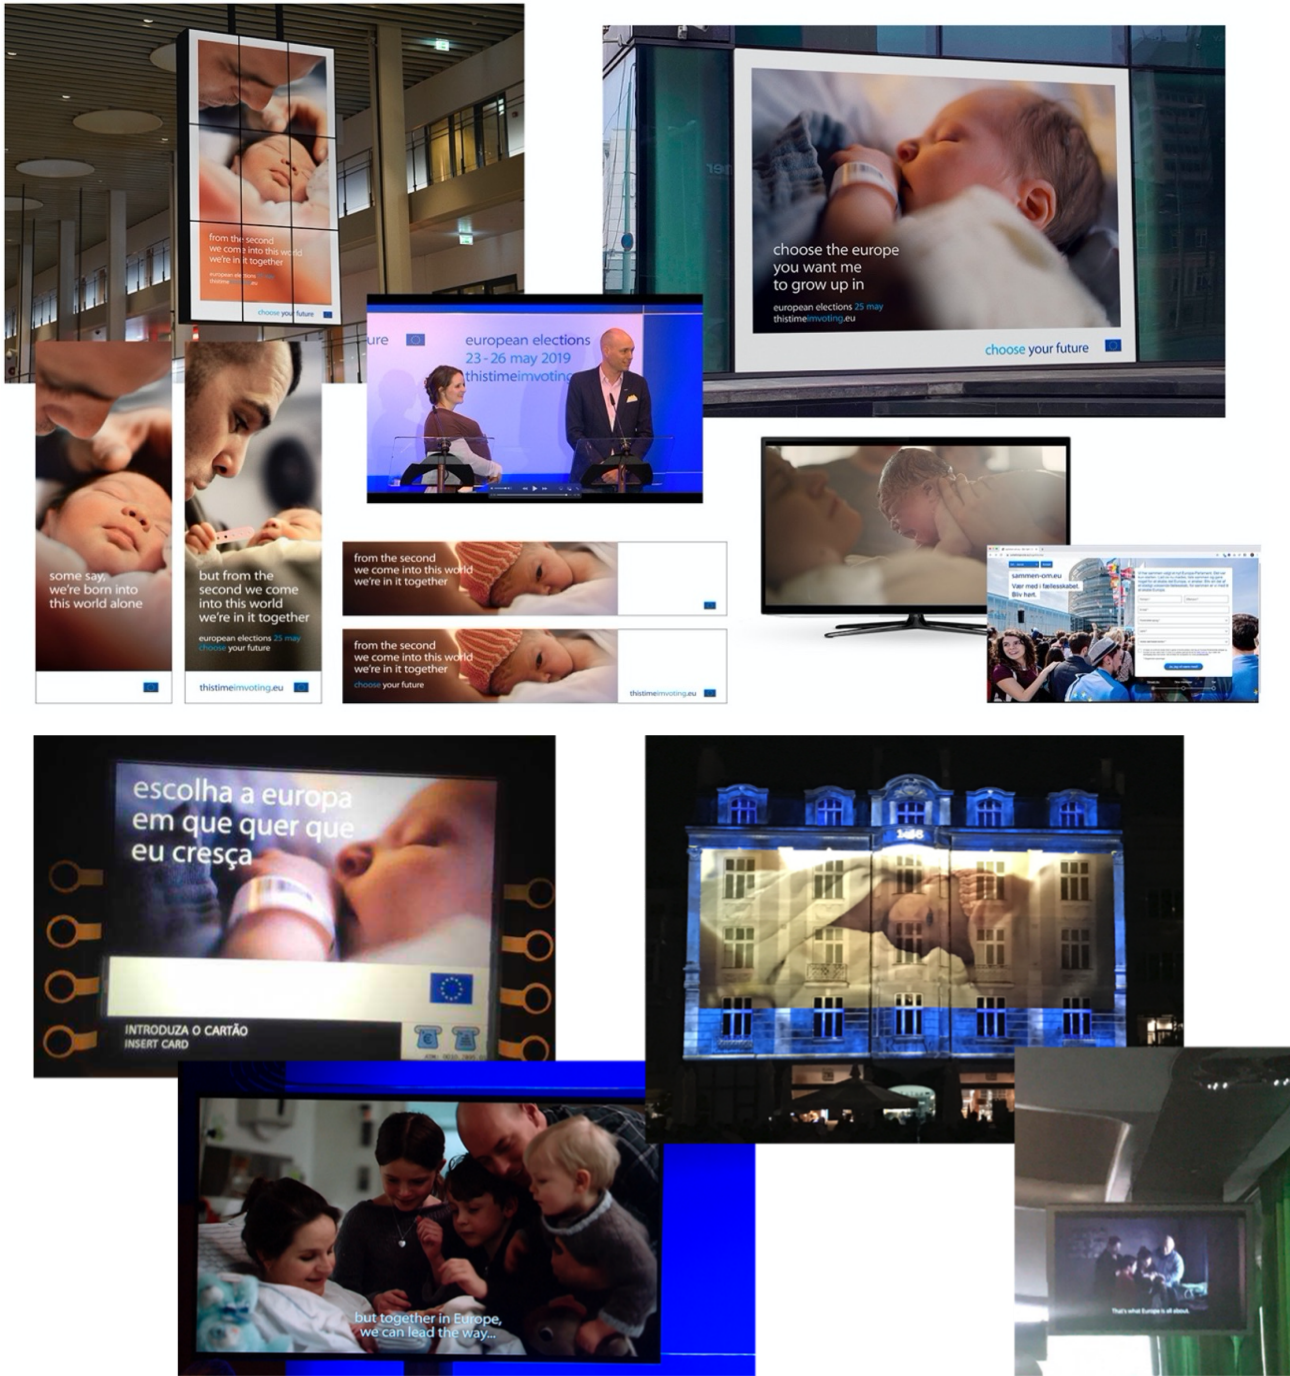 from the second
we come into this world
we're in it together
european elections 25 may
thistimeimvoting.eu
choose your future
choose the europe
you want me
to grow up in
european elections 25 may
thistimeimvoting.eu
choose your future
ure
european elections
23 - 26 may 2019
thistimeimvoting
some say,
we're born into
this world alone
but from the
second we come
into this world
we're in it together
european elections 25 may
choose your future
thistimeimvoting.eu
from the second
we come into this world
we're in it together
from the second
we come into this world
we're in it together
choose your future
thistimeimvoting.eu
sammen-om.eu
Vær med i fællesskabet.
Bliv hørt.
escolha a europa
em que quer que
eu cresça
INTRODUZA O CARTÃO
INSERT CARD
but together in Europe,
we can lead the way...
That's what Europe is all about.